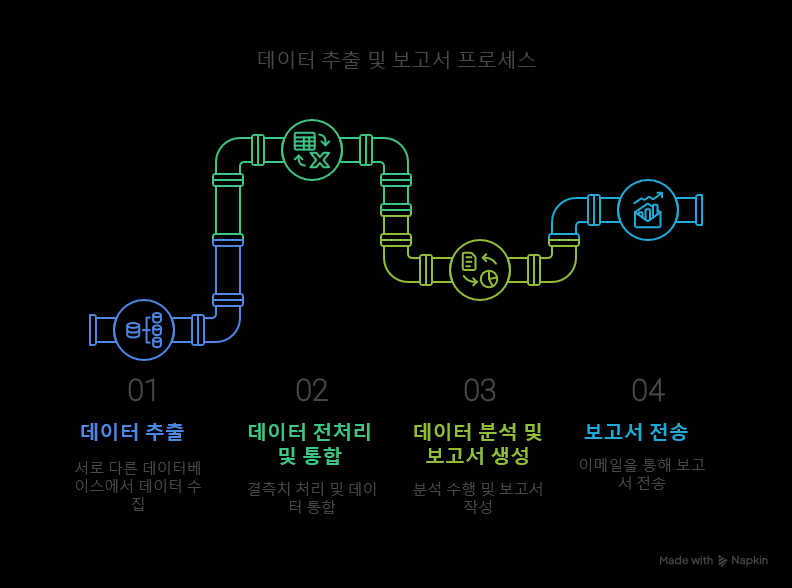 데이터 추출 및 보고서 프로세스
01
데이터 추출
서로 다른 데이터베
이스에서 데이터 수
집
02
데이터 전처리
및 통합
결측치 처리 및 데이
터 통합
03
데이터 분석 및
보고서 생성
분석 수행 및 보고서
작성
04
보고서 전송
이메일을 통해 보고
서 전송
Made with Napkin